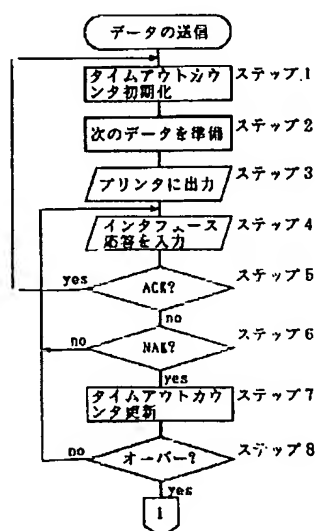 データの送信
タイムアウトカウ
ンタ初期化
ステップ1
次のデータを準備
ステップ2
プリンタに出力
ステップ3
インタフェース
応答を入力
ステップ4
ACK?
ステップ5
yes
no
NAK?
ステップ6
no
yes
タイムアウトカウ
ンタ更新
ステップ7
オーバー?
ステップ8
no
yes
1